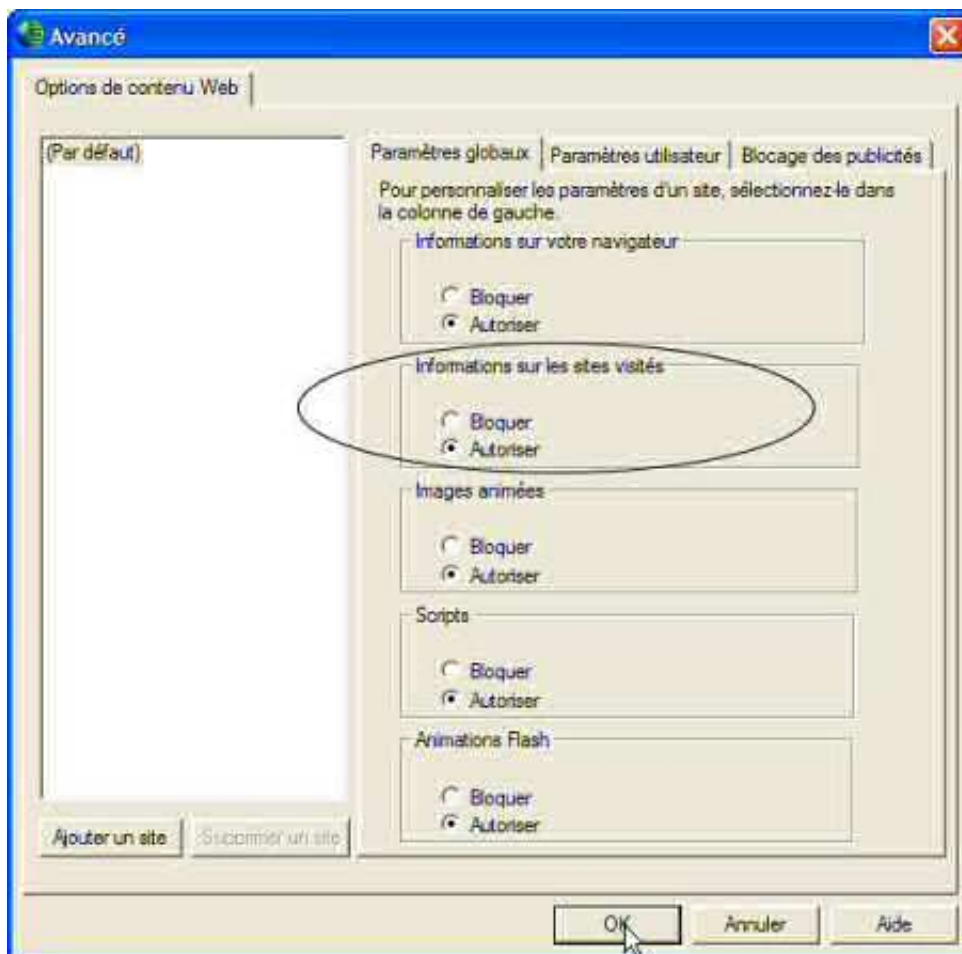 Avancé
Options de contenu Web
(Par défaut)
Paramètres globaux
Paramètres utilisateur
Blocage des publicités
Pour personnaliser les paramètres d'un site, sélectionnez-le dans
la colonne de gauche.
Informations sur votre navigateur
Bloquer
Autoriser
Informations sur les sites visités
Bloquer
Autoriser
Images animées
Bloquer
Autoriser
Scripts
Bloquer
Autoriser
Animations Flash
Bloquer
Autoriser
Ajouter un site
Supprimer un site
OK
Annuler
Aide